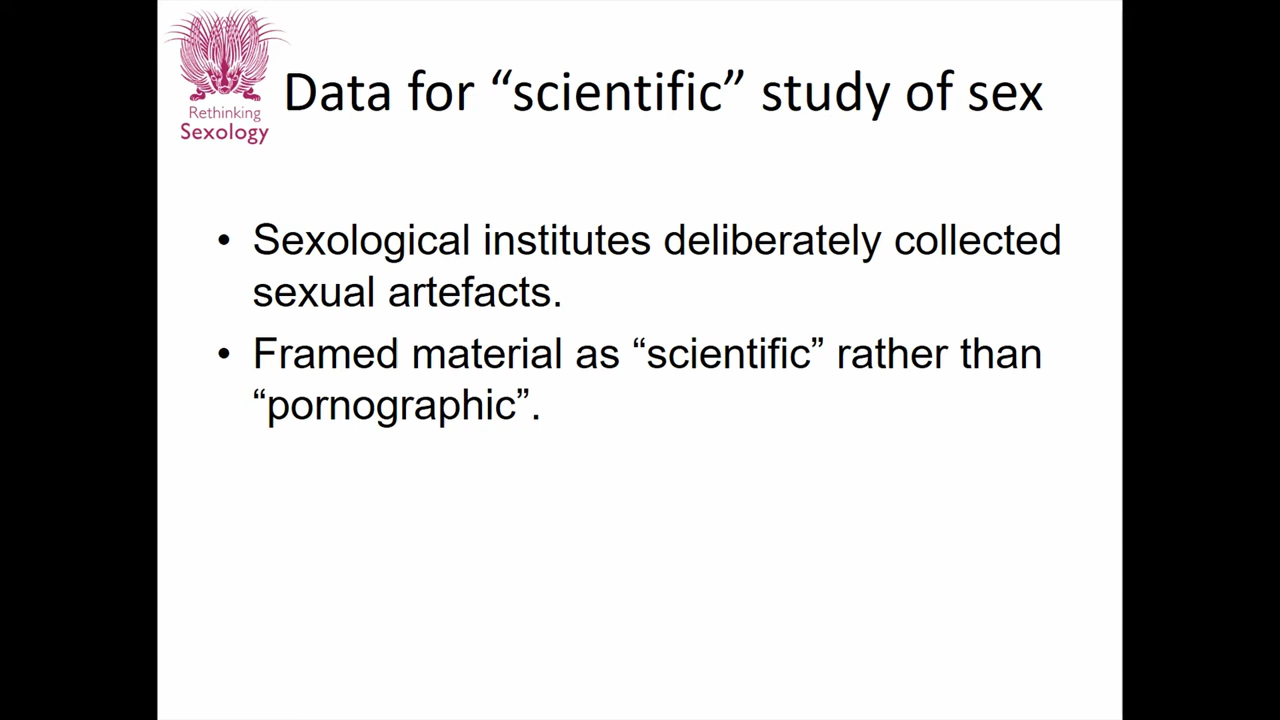 Rethinking
Sexology
Data for “scientific” study of sex
• Sexological institutes deliberately collected
sexual artefacts.
• Framed material as “scientific” rather than
“pornographic”.